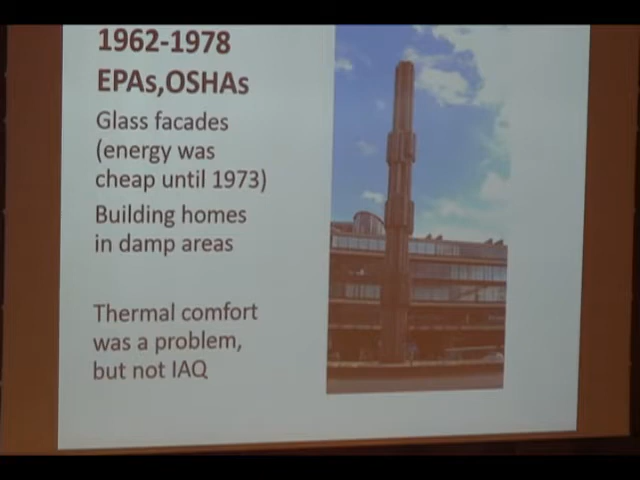 1962-1978
EPAs,OSHAs
Glass facades
(energy was
cheap until 1973)
Building homes
in damp areas
Thermal comfort
was a problem,
but not IAQ